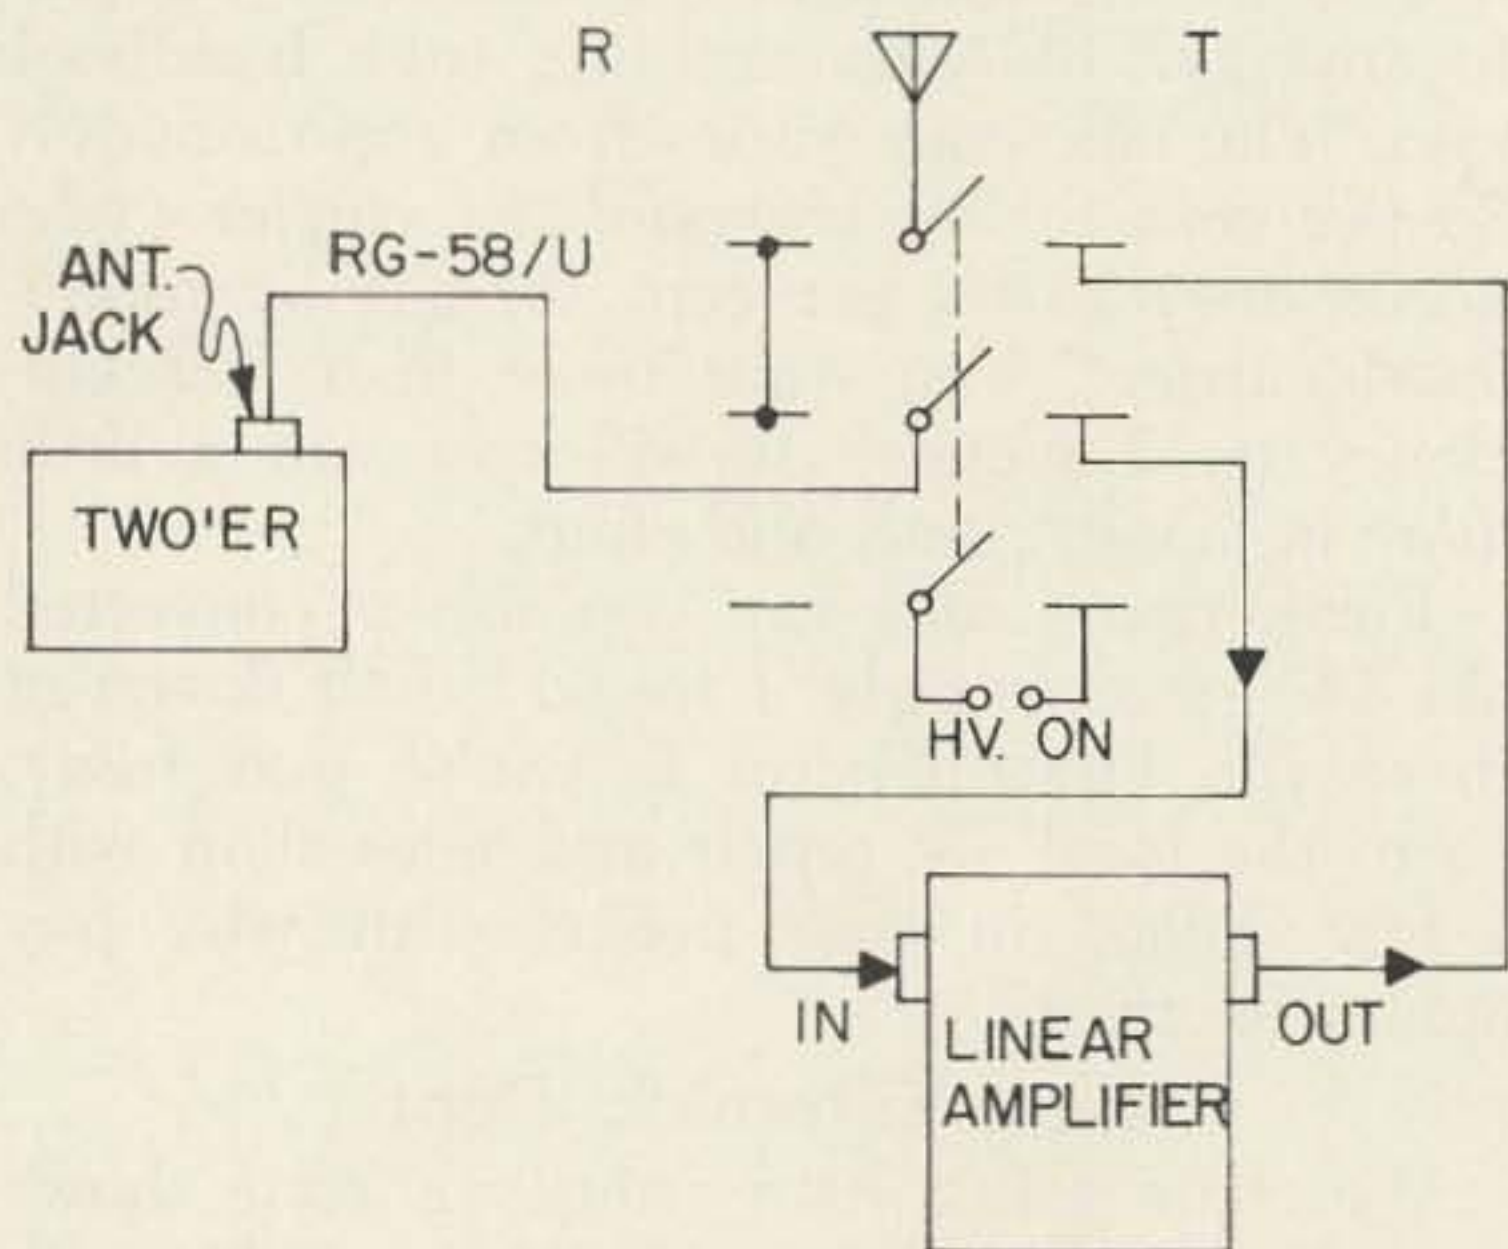 R
T
ANT.
JACK
RG-58/U
TWO'ER
HV. ON
IN
LINEAR
AMPLIFIER
OUT